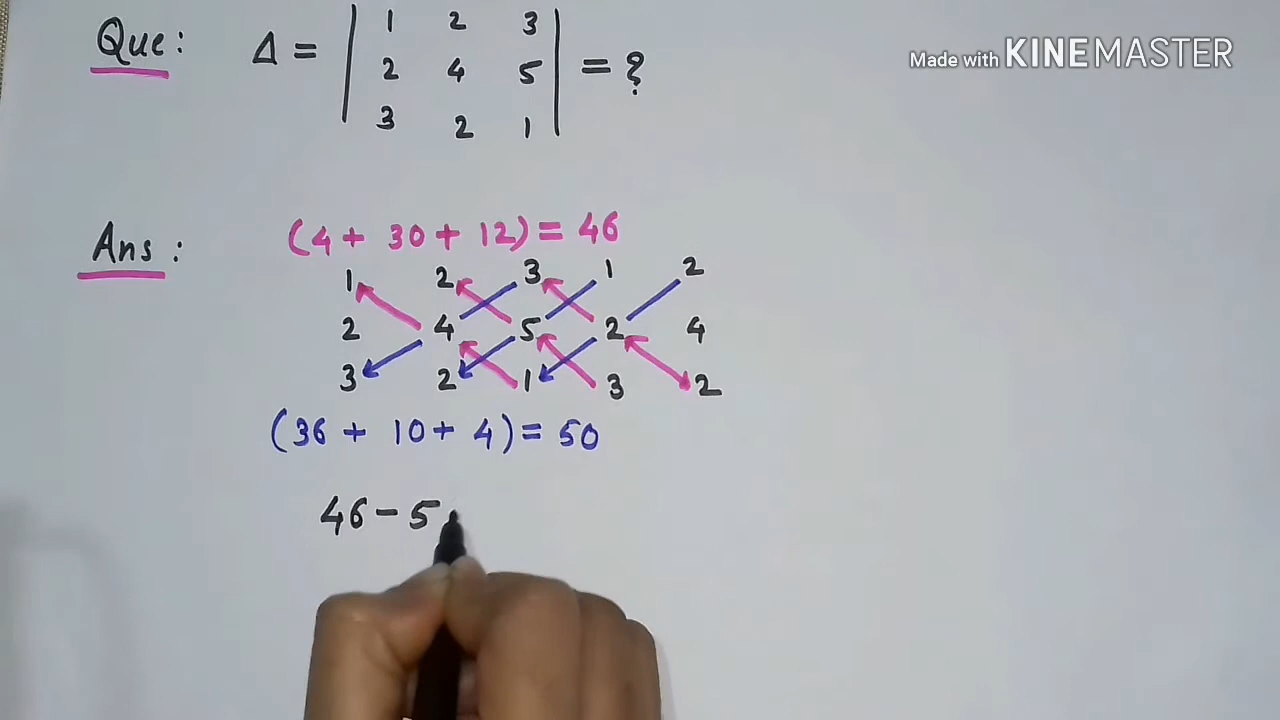 Made with KINEMASTER
Que: Δ = | 1 2 3 |
| 2 4 5 | = ?
| 3 2 1 |
Ans: (4 + 30 + 12) = 46
1 2 3 1 2
2 4 5 2 4
3 2 1 3 2
(36 + 10 + 4) = 50
46 - 5